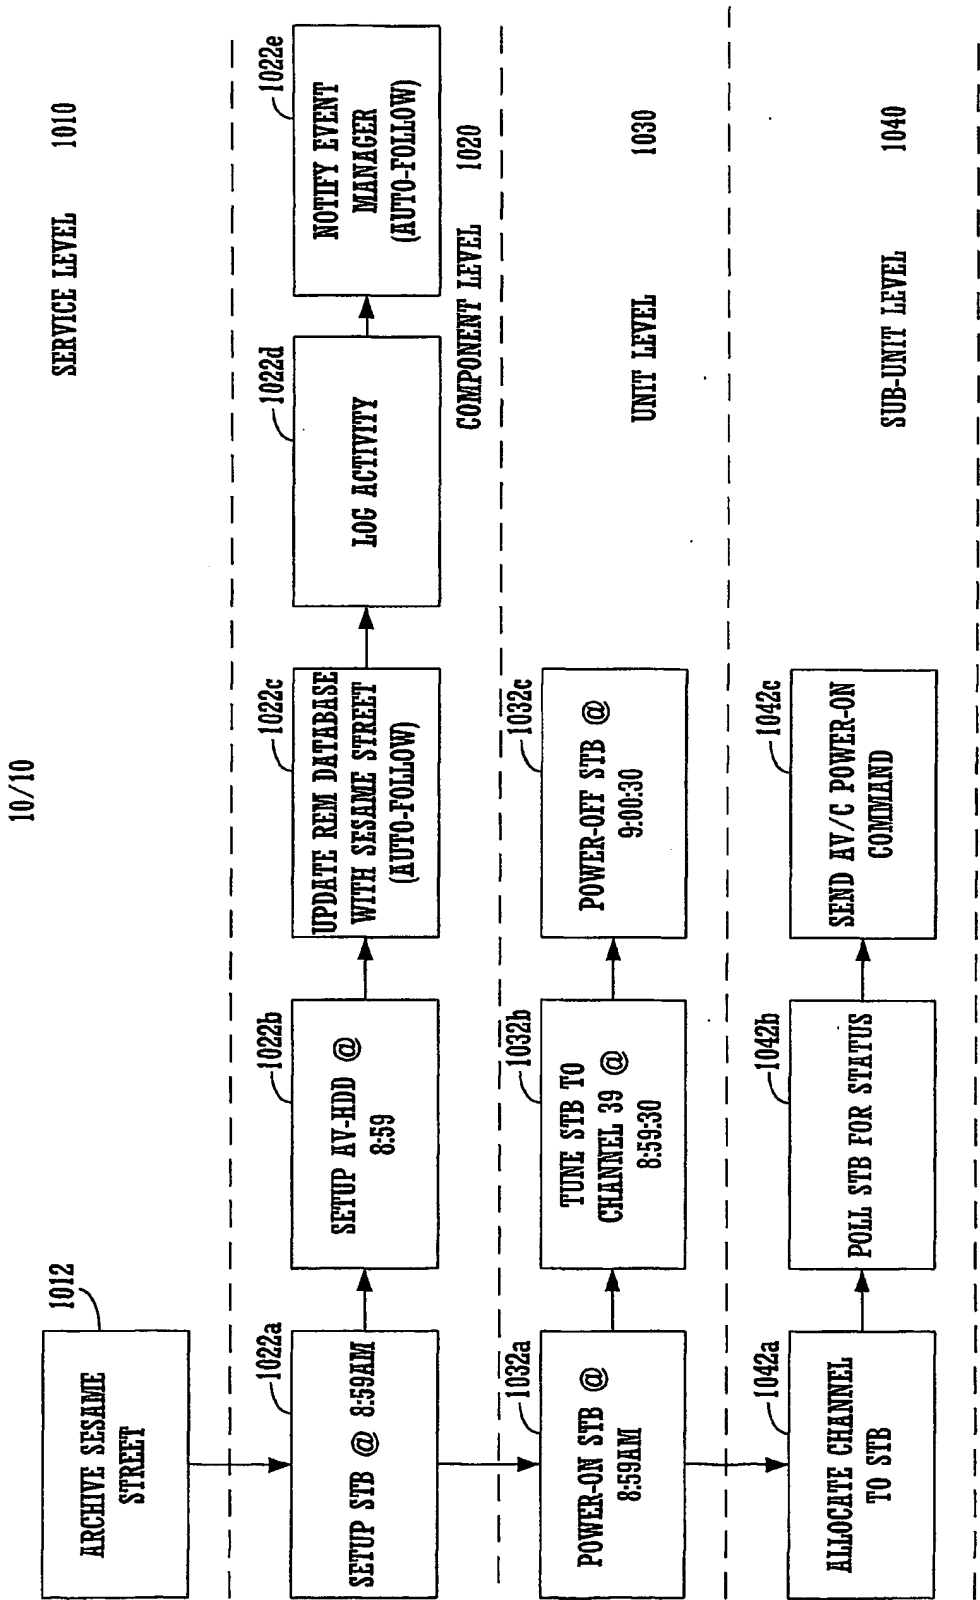 10/10
SERVICE LEVEL 1010
1012
ARCHIVE SESAME
STREET
1022a
SETUP STB @ 8:59AM
1022b
SETUP AV-HDD @
8:59
1022c
UPDATE REM DATABASE
WITH SESAME STREET
(AUTO-FOLLOW)
1022d
LOG ACTIVITY
1022e
NOTIFY EVENT
MANAGER
(AUTO-FOLLOW)
COMPONENT LEVEL 1020
1032a
POWER-ON STB @
8:59AM
1032b
TUNE STB TO
CHANNEL 39 @
8:59:30
1032c
POWER-OFF STB @
9:00:30
UNIT LEVEL 1030
1042a
ALLOCATE CHANNEL
TO STB
1042b
POLL STB FOR STATUS
1042c
SEND AV/C POWER-ON
COMMAND
SUB-UNIT LEVEL 1040